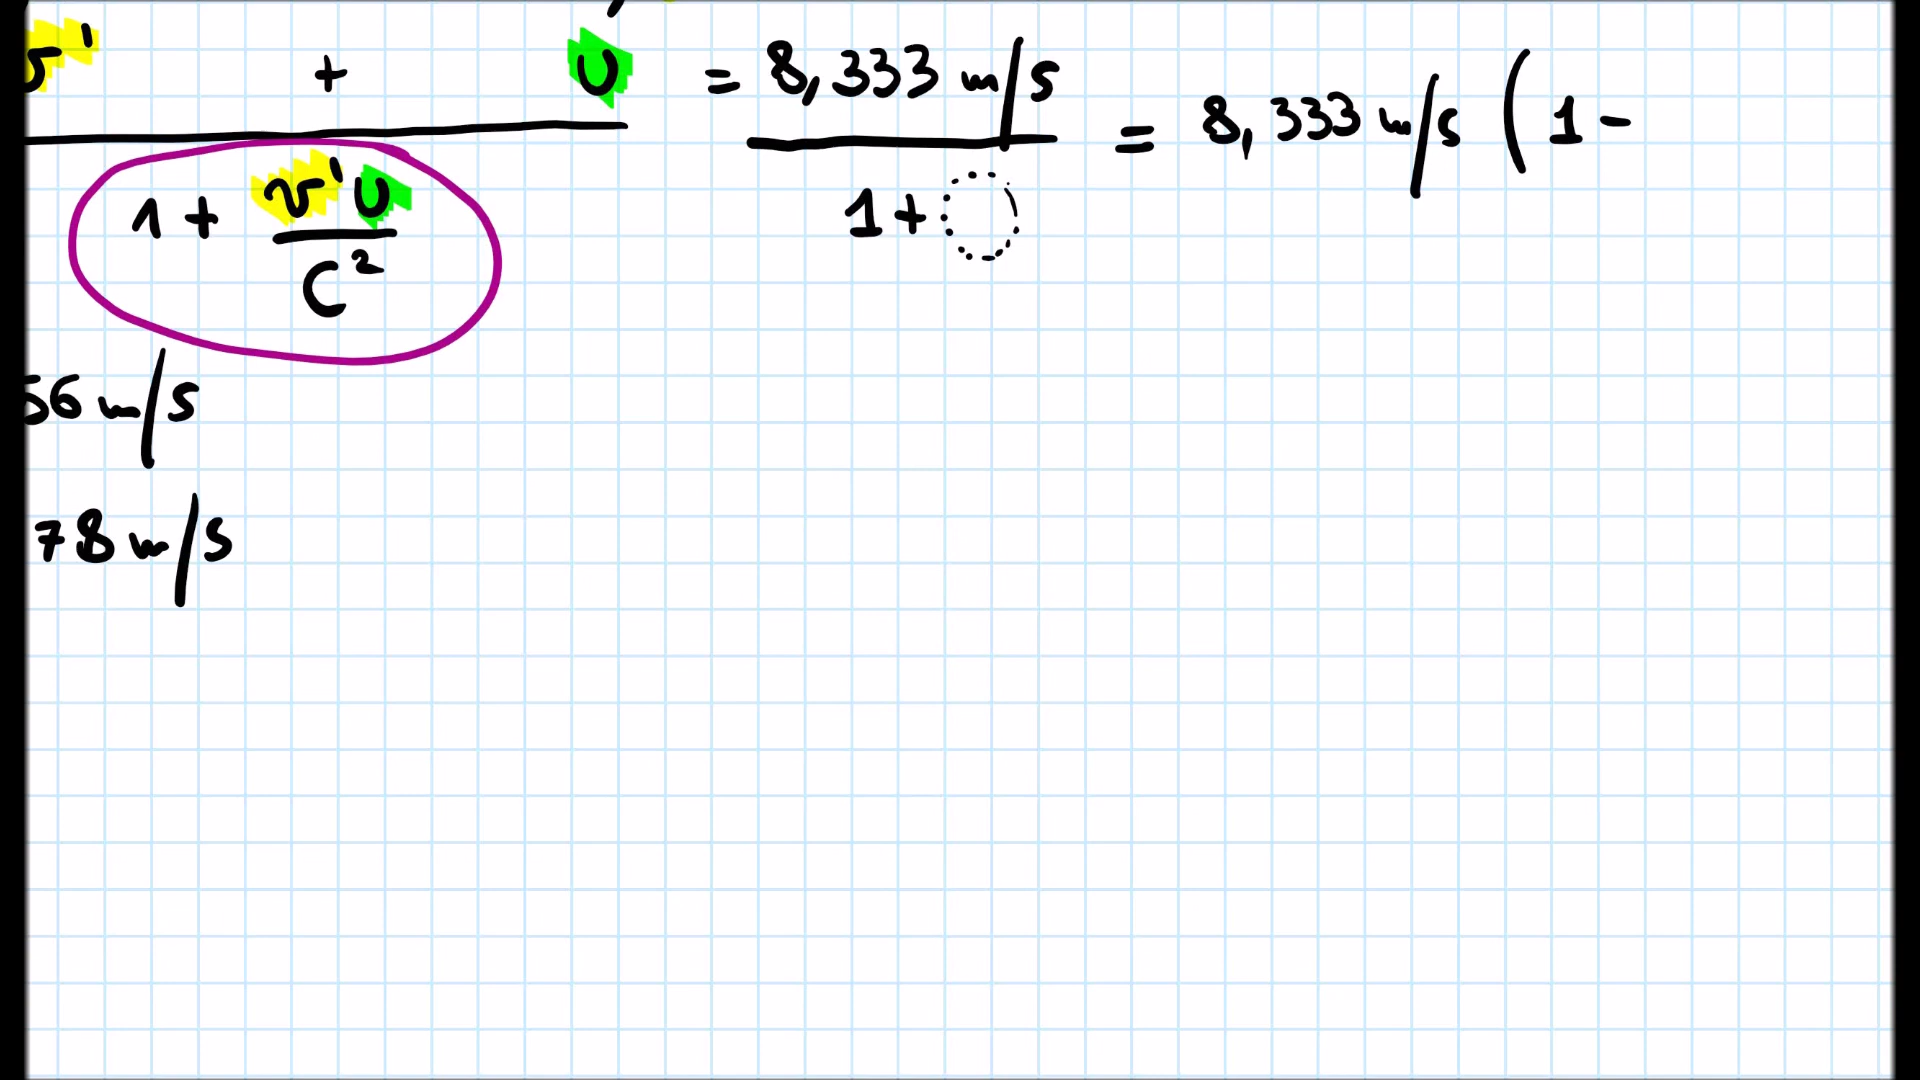 v' + U = 8,333 m/s = 8,333 m/s ( 1 -
1 + v'U 1 +
C²
56 m/s
78 m/s